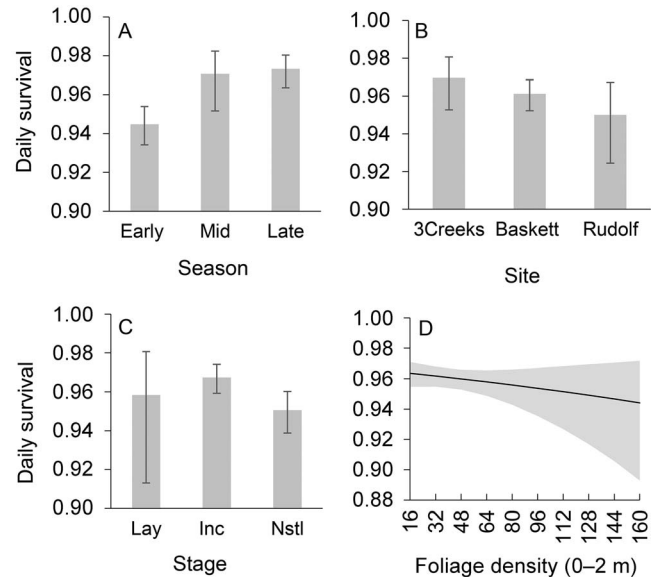 A
Daily survival
1.00
0.98
0.96
0.94
0.92
0.90
Early Mid Late
Season
B
1.00
0.98
0.96
0.94
0.92
0.90
3Creeks Baskett Rudolf
Site
C
Daily survival
1.00
0.98
0.96
0.94
0.92
0.90
Lay Inc Nstl
Stage
D
1.00
0.98
0.96
0.94
0.92
0.90
0.88
16 32 48 64 80 96 112 128 144 160
Foliage density (0–2 m)